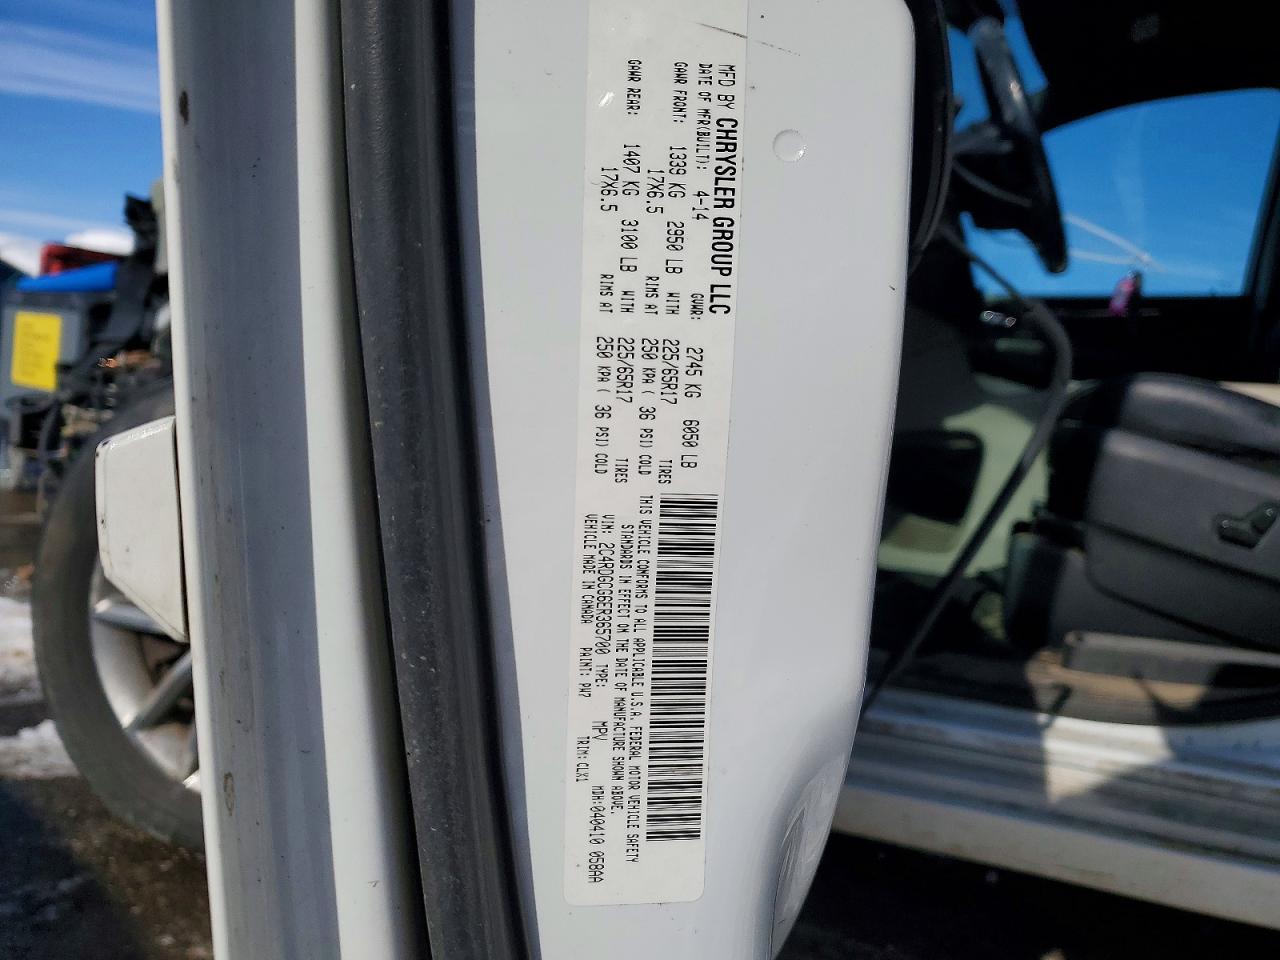 MFD BY CHRYSLER GROUP LLC
DATE OF MFR(BUILT): 4-14 GVWR: 2745 KG 6050 LB
GAWR FRONT: 1339 KG 2950 LB WITH 225/65R17 TIRES
17X6.5 RIMS AT 250 KPA( 36 PSI) COLD
GAWR REAR: 1407 KG 3100 LB WITH 225/65R17 TIRES
17X6.5 RIMS AT 250 KPA( 36 PSI) COLD
THIS VEHICLE CONFORMS TO ALL APPLICABLE U.S.A. FEDERAL MOTOR VEHICLE SAFETY
STANDARDS IN EFFECT ON THE DATE OF MANUFACTURE SHOWN ABOVE.
VIN: 2C4RDGCG6ER365700 TYPE: MPV MDH:040410 058AA
VEHICLE MADE IN CANADA PAINT: PW7 TRIM:CLX1